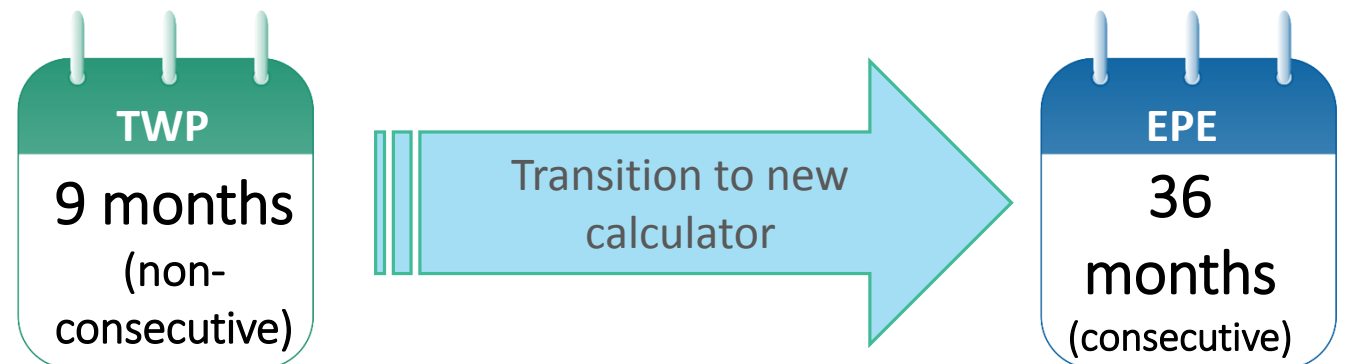 TWP
9 months
(non-
consecutive)
Transition to new
calculator
EPE
36
months
(consecutive)